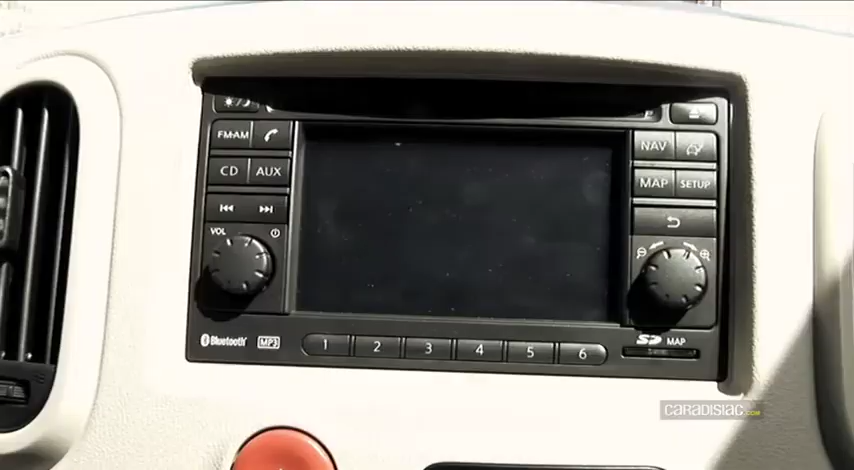 FM·AM
CD AUX
VOL
NAV
MAP SETUP
Bluetooth MP3
1 2 3 4 5 6
SD MAP
CARADISIAC.com